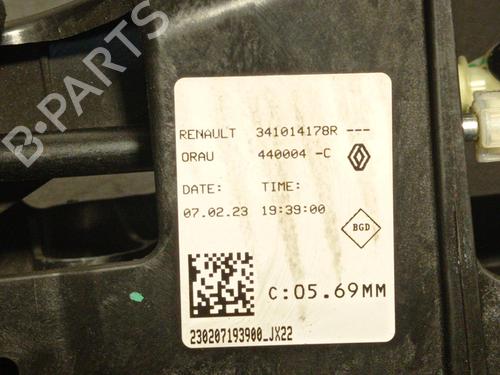 B-PARTS
RENAULT 341014178R ---
ORAU 440004 -C
DATE: TIME:
07.02.23 19:39:00
BGD
C:05.69MM
230207193900_JX22